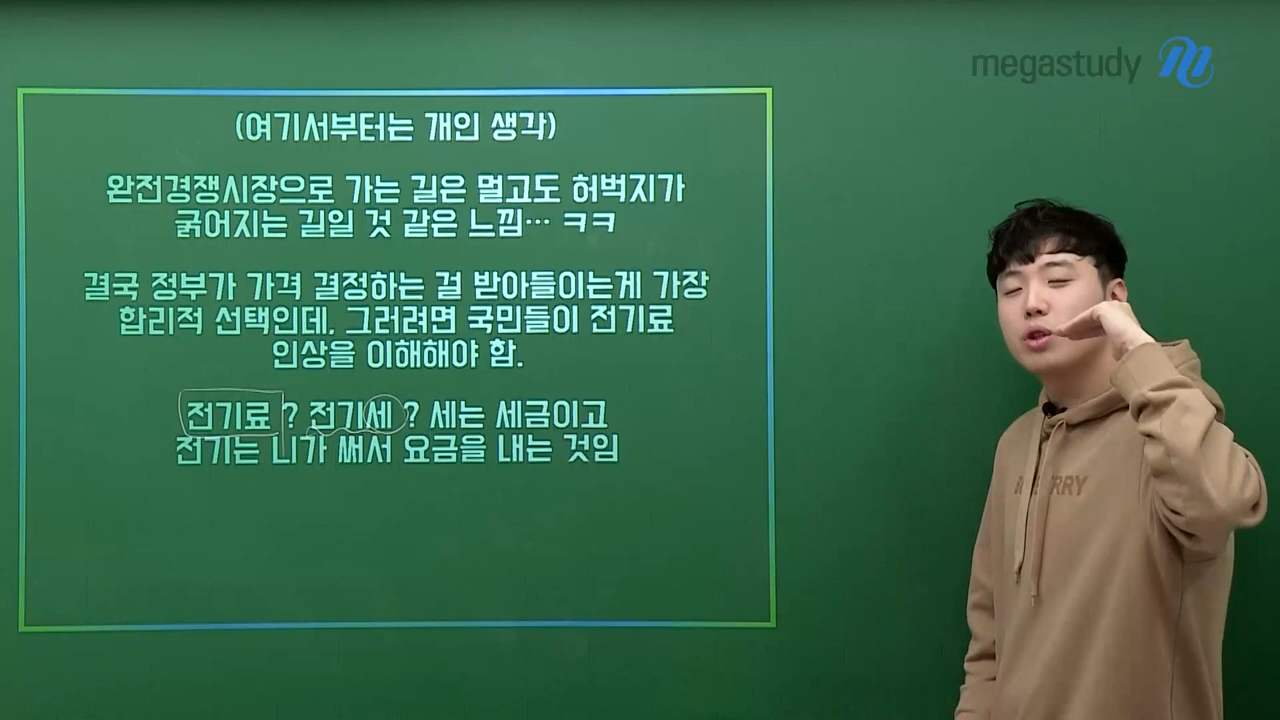 megastudy
(여기서부터는 개인 생각)
완전경쟁시장으로 가는 길은 멀고도 허벅지가
굵어지는 길일 것 같은 느낌… ㅋㅋ
결국 정부가 가격 결정하는 걸 받아들이는게 가장
합리적 선택인데, 그러려면 국민들이 전기료
인상을 이해해야 함.
전기료 ? 전기세 ? 세는 세금이고
전기는 니가 써서 요금을 내는 것임